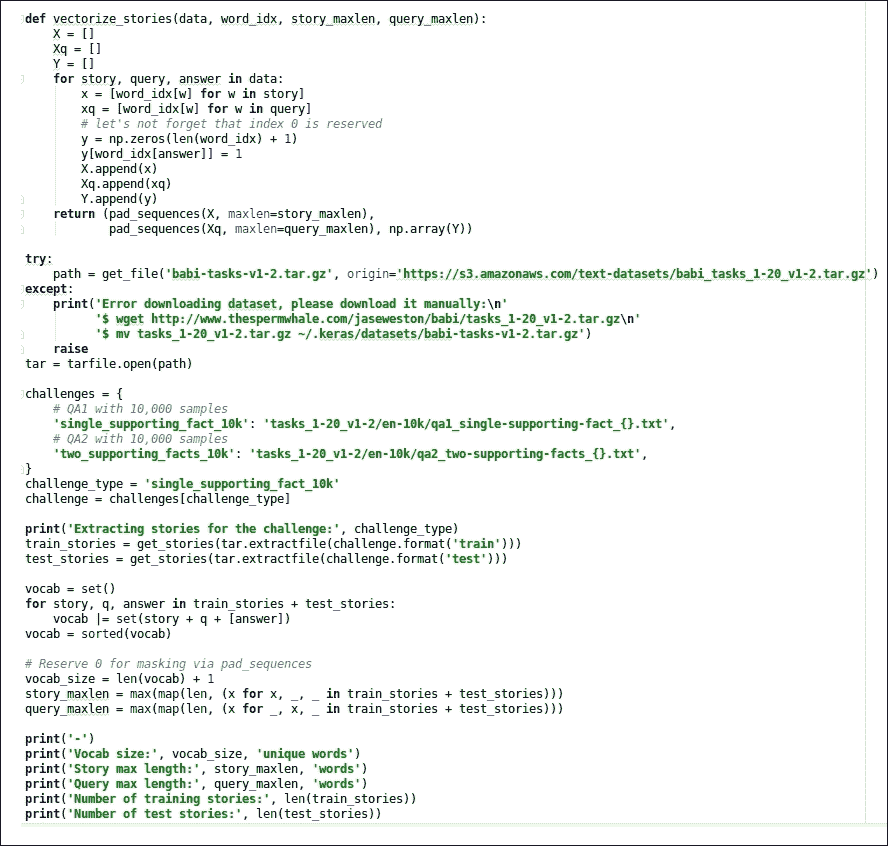 def vectorize_stories(data, word_idx, story_maxlen, query_maxlen):
    X = []
    Xq = []
    Y = []
    for story, query, answer in data:
        x = [word_idx[w] for w in story]
        xq = [word_idx[w] for w in query]
        # let's not forget that index 0 is reserved
        y = np.zeros(len(word_idx) + 1)
        y[word_idx[answer]] = 1
        X.append(x)
        Xq.append(xq)
        Y.append(y)
    return (pad_sequences(X, maxlen=story_maxlen),
            pad_sequences(Xq, maxlen=query_maxlen), np.array(Y))

try:
    path = get_file('babi-tasks-v1-2.tar.gz', origin='https://s3.amazonaws.com/text-datasets/babi_tasks_1-20_v1-2.tar.gz')
except:
    print('Error downloading dataset, please download it manually:\n'
          '$ wget http://www.thespermwhale.com/jaseweston/babi/tasks_1-20_v1-2.tar.gz\n'
          '$ mv tasks_1-20_v1-2.tar.gz ~/.keras/datasets/babi-tasks-v1-2.tar.gz')
    raise
tar = tarfile.open(path)

challenges = {
    # QA1 with 10,000 samples
    'single_supporting_fact_10k': 'tasks_1-20_v1-2/en-10k/qa1_single-supporting-fact_{}.txt',
    # QA2 with 10,000 samples
    'two_supporting_facts_10k': 'tasks_1-20_v1-2/en-10k/qa2_two-supporting-facts_{}.txt',
}
challenge_type = 'single_supporting_fact_10k'
challenge = challenges[challenge_type]

print('Extracting stories for the challenge:', challenge_type)
train_stories = get_stories(tar.extractfile(challenge.format('train')))
test_stories = get_stories(tar.extractfile(challenge.format('test')))

vocab = set()
for story, q, answer in train_stories + test_stories:
    vocab |= set(story + q + [answer])
vocab = sorted(vocab)

# Reserve 0 for masking via pad_sequences
vocab_size = len(vocab) + 1
story_maxlen = max(map(len, (x for x, _, _ in train_stories + test_stories)))
query_maxlen = max(map(len, (x for _, x, _ in train_stories + test_stories)))

print('-')
print('Vocab size:', vocab_size, 'unique words')
print('Story max length:', story_maxlen, 'words')
print('Query max length:', query_maxlen, 'words')
print('Number of training stories:', len(train_stories))
print('Number of test stories:', len(test_stories))